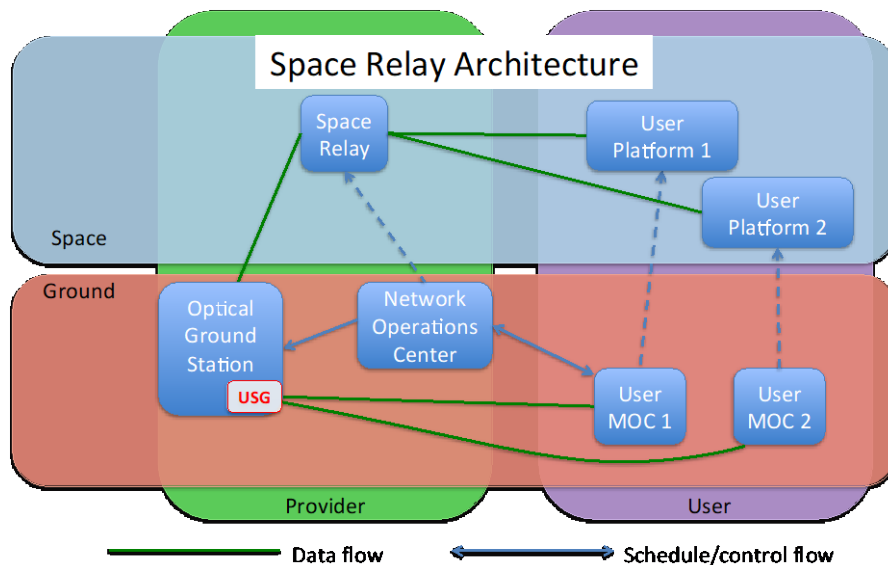 Space Relay Architecture
Space
Relay
User
Platform 1
User
Platform 2
Space
Ground
Optical
Ground
Station
USG
Network
Operations
Center
User
MOC 1
User
MOC 2
Provider
User
Data flow
Schedule/control flow